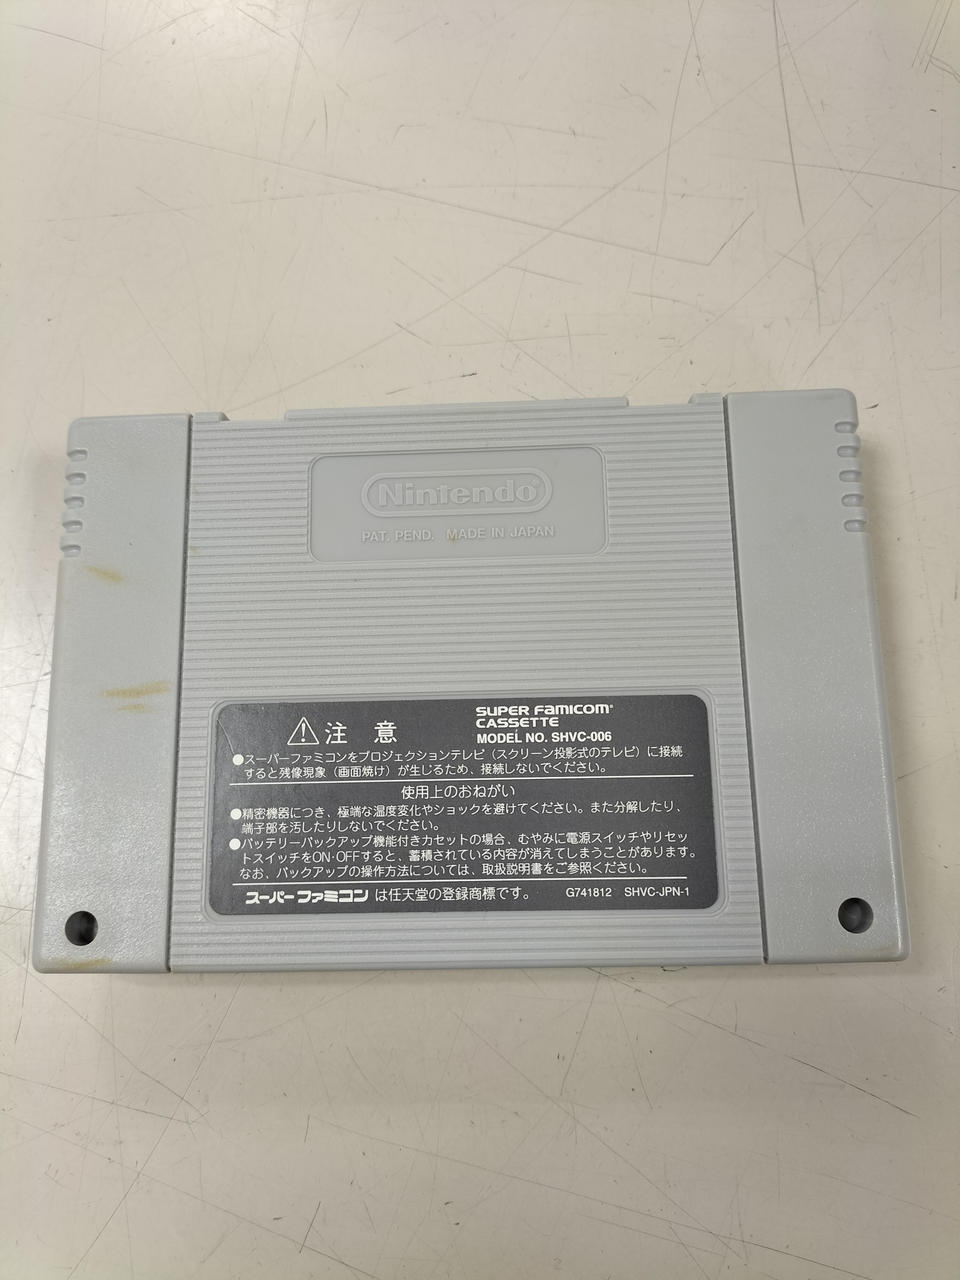 Nintendo®
PAT. PEND. MADE IN JAPAN
注意
SUPER FAMICOM®
CASSETTE
MODEL NO. SHVC-006
●スーパーファミコンをプロジェクションテレビ（スクリーン投影式のテレビ）に接続
すると残像現象（画面焼け）が生じるため、接続しないでください。
使用上のおねがい
●精密機器につき、極端な温度変化やショックを避けてください。また分解したり、
端子部を汚したりしないでください。
●バッテリーバックアップ機能付きカセットの場合、むやみに電源スイッチやリセッ
トスイッチをON・OFFすると、蓄積されている内容が消えてしまうことがあります。
なお、バックアップの操作方法については、取扱説明書をご参照ください。
スーパーファミコン は任天堂の登録商標です。 G741812 SHVC-JPN-1